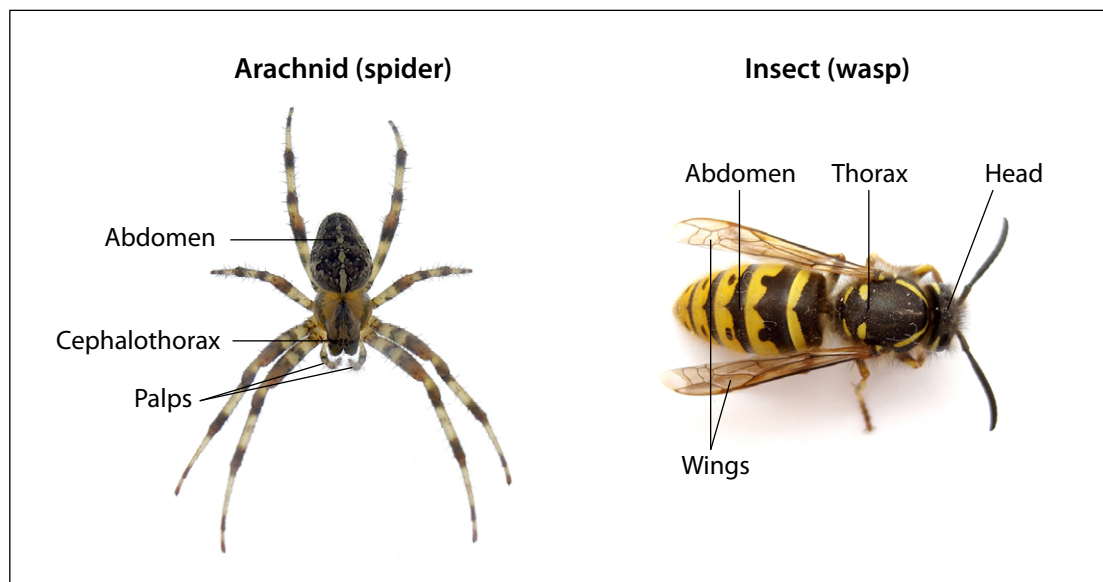 Arachnid (spider)
Abdomen
Cephalothorax
Palps
Insect (wasp)
Abdomen
Thorax
Head
Wings